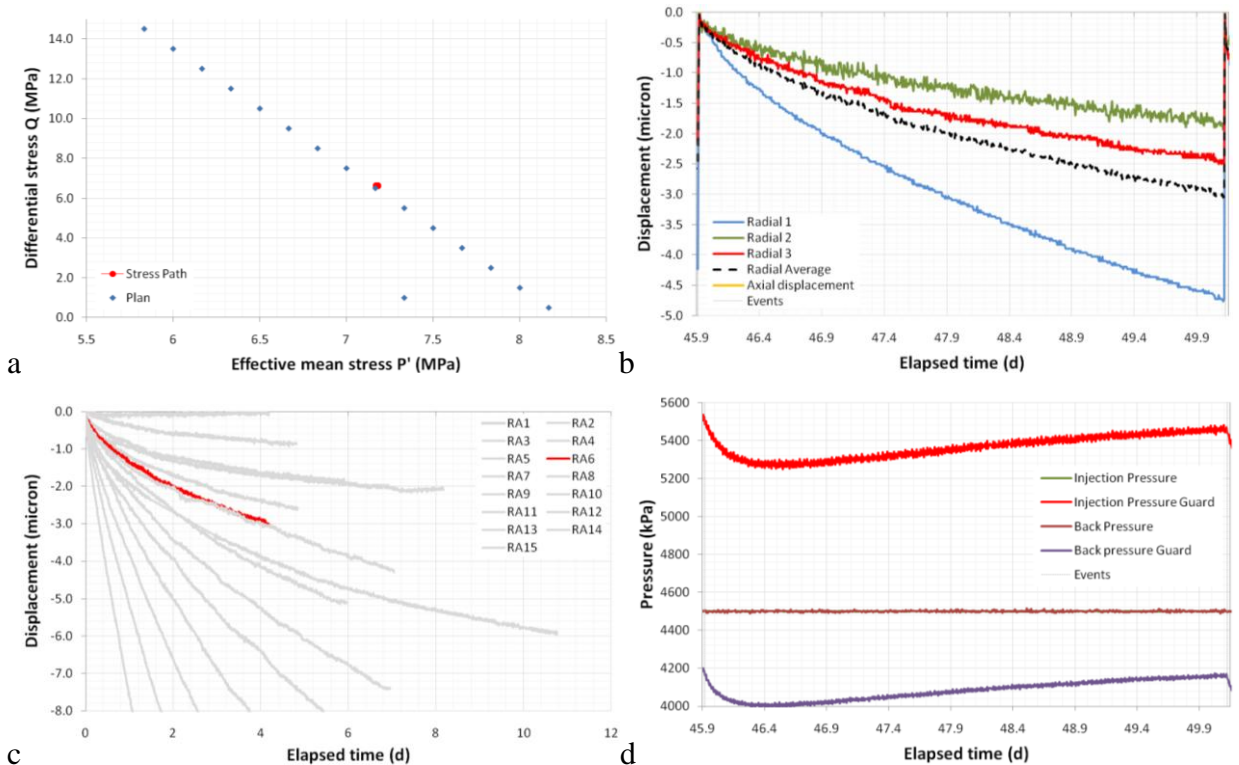 14.0
12.0
10.0
8.0
6.0
4.0
2.0
0.0
Differential stress Q (MPa)
Stress Path
Plan
5.5 6 6.5 7 7.5 8 8.5
Effective mean stress P' (MPa)
a
0.0
-0.5
-1.0
-1.5
-2.0
-2.5
-3.0
-3.5
-4.0
-4.5
-5.0
Displacement (micron)
Radial 1
Radial 2
Radial 3
Radial Average
Axial displacement
Events
45.9 46.4 46.9 47.4 47.9 48.4 48.9 49.4 49.9
Elapsed time (d)
b
0.0
-1.0
-2.0
-3.0
-4.0
-5.0
-6.0
-7.0
-8.0
Displacement (micron)
RA1 RA2
RA3 RA4
RA5 RA6
RA7 RA8
RA9 RA10
RA11 RA12
RA13 RA14
RA15
0 2 4 6 8 10 12
Elapsed time (d)
c
5600
5400
5200
5000
4800
4600
4400
4200
4000
Pressure (kPa)
Injection Pressure
Injection Pressure Guard
Back Pressure
Back pressure Guard
Events
45.9 46.4 46.9 47.4 47.9 48.4 48.9 49.4 49.9
Elapsed time (d)
d